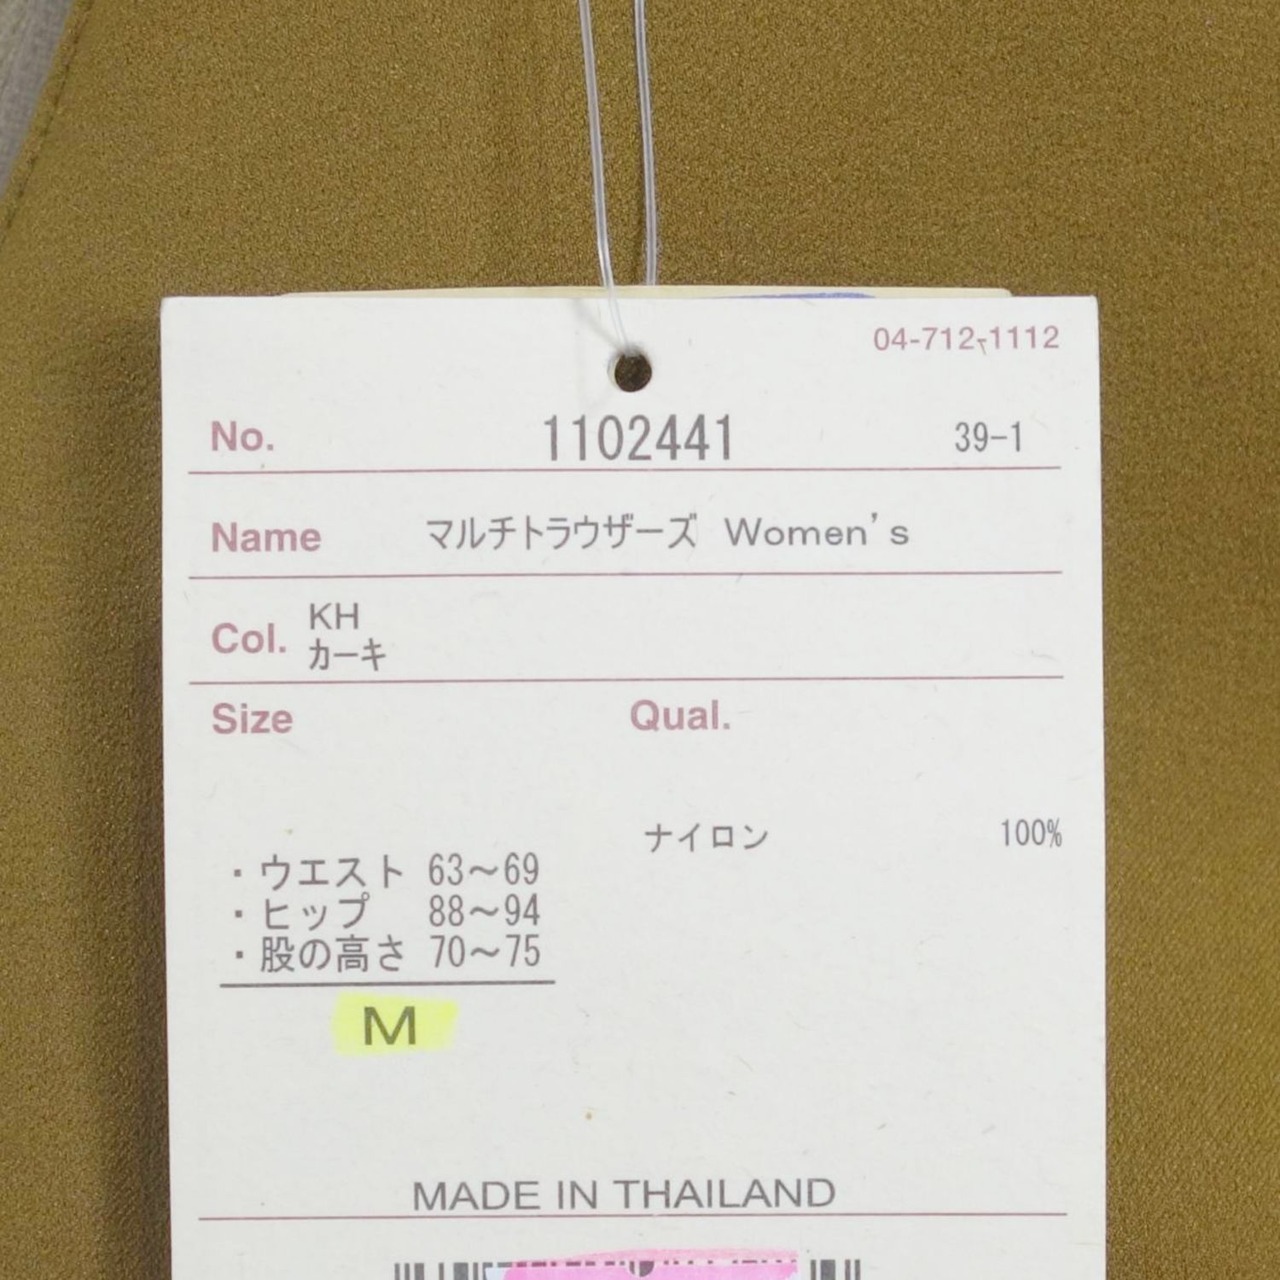 04-712-1112
No. 1102441 39-1
Name マルチトラウザーズ Women's
Col. KH
カーキ
Size Qual.
ナイロン 100%
・ウエスト 63〜69
・ヒップ 88〜94
・股の高さ 70〜75
M
MADE IN THAILAND